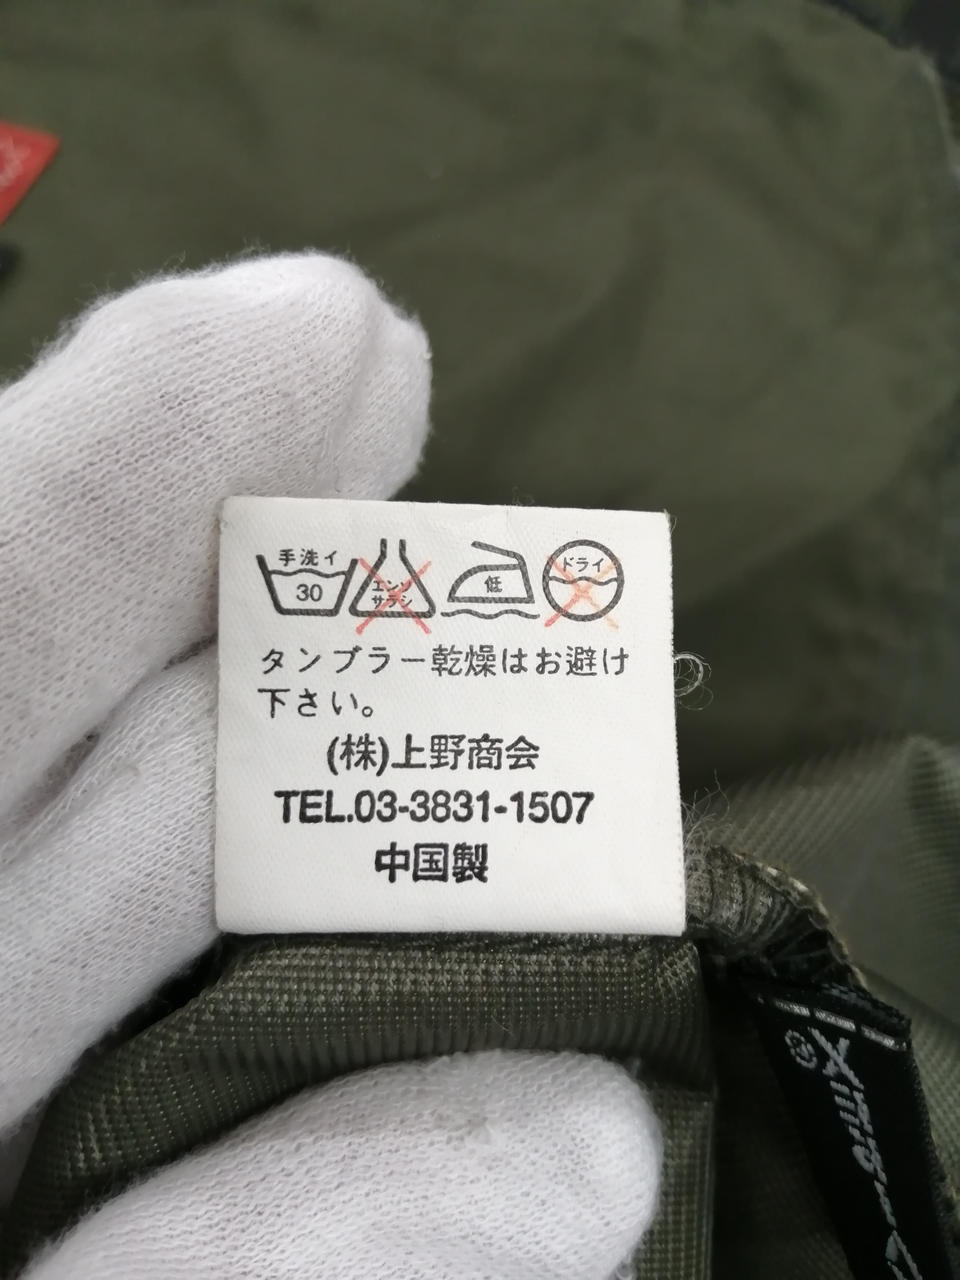 手洗イ
30
エンソ
サラシ
低
ドライ
タンブラー乾燥はお避け
下さい。
(株)上野商会
TEL.03-3831-1507
中国製